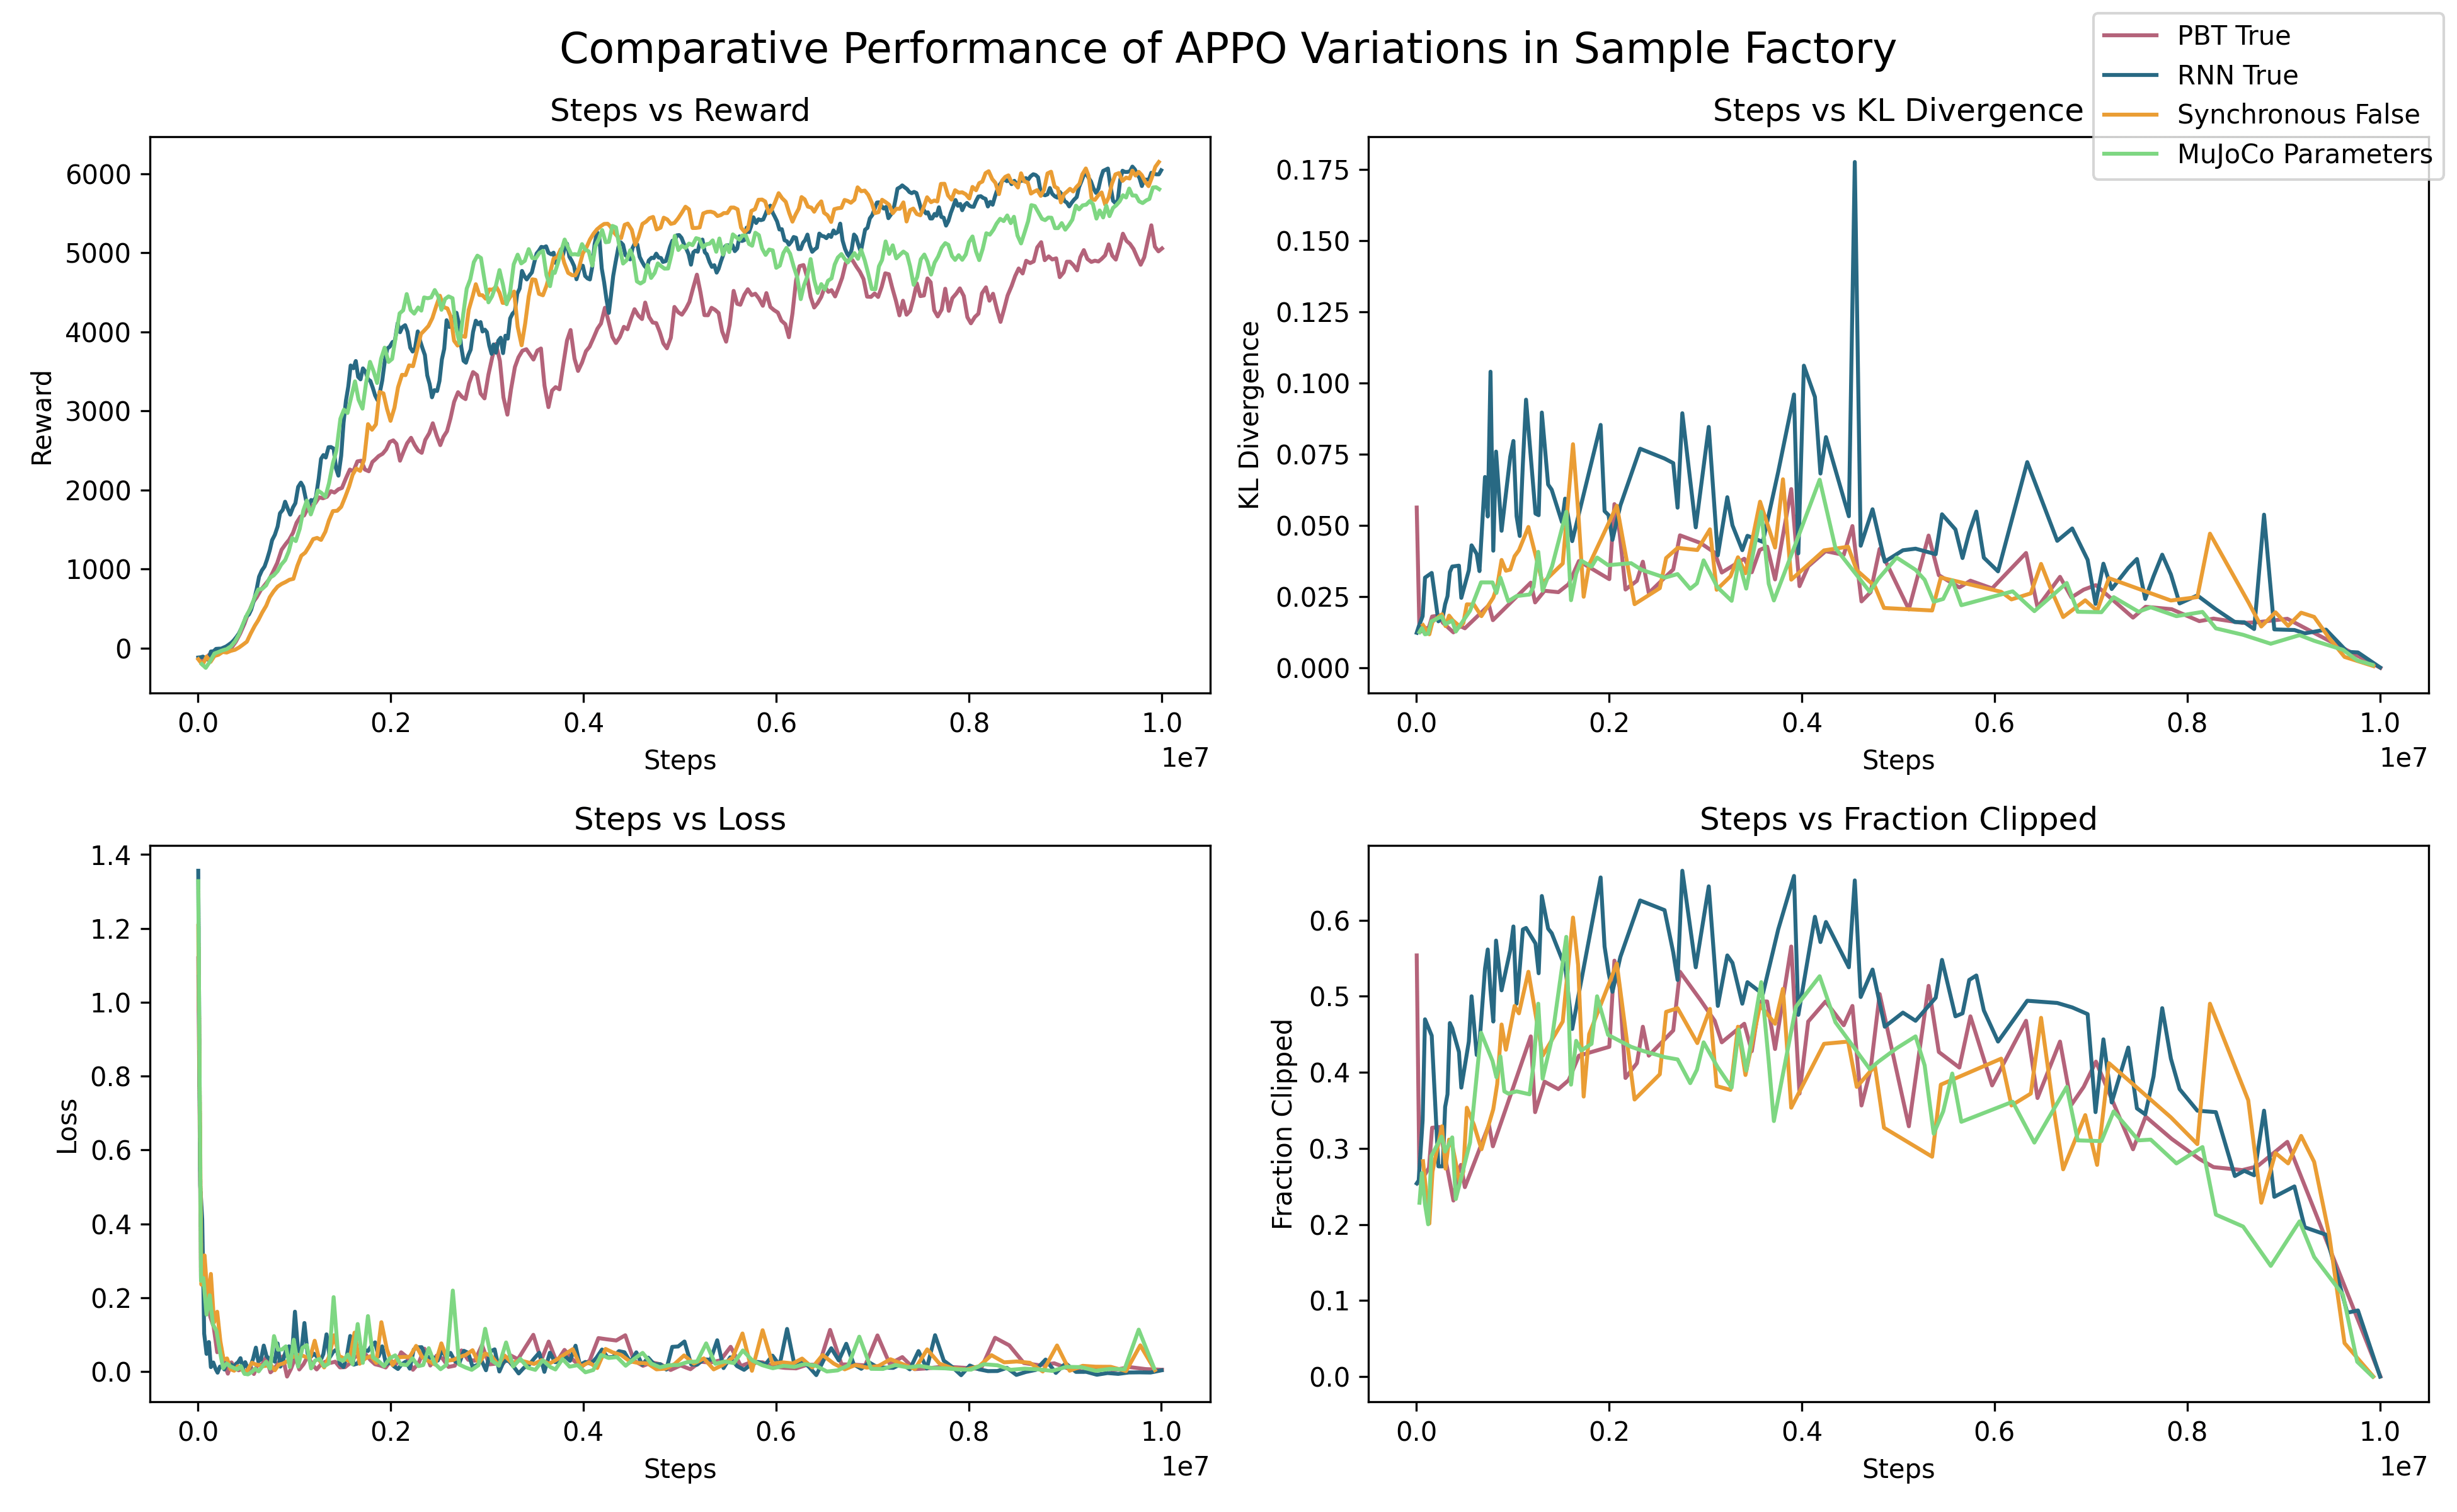 Comparative Performance of APPO Variations in Sample Factory
PBT True
RNN True
Synchronous False
MuJoCo Parameters
Steps vs Reward
Reward
6000
5000
4000
3000
2000
1000
0
0.0 0.2 0.4 0.6 0.8 1.0
1e7
Steps
Steps vs KL Divergence
KL Divergence
0.175
0.150
0.125
0.100
0.075
0.050
0.025
0.000
0.0 0.2 0.4 0.6 0.8 1.0
1e7
Steps
Steps vs Loss
Loss
1.4
1.2
1.0
0.8
0.6
0.4
0.2
0.0
0.0 0.2 0.4 0.6 0.8 1.0
1e7
Steps
Steps vs Fraction Clipped
Fraction Clipped
0.6
0.5
0.4
0.3
0.2
0.1
0.0
0.0 0.2 0.4 0.6 0.8 1.0
1e7
Steps